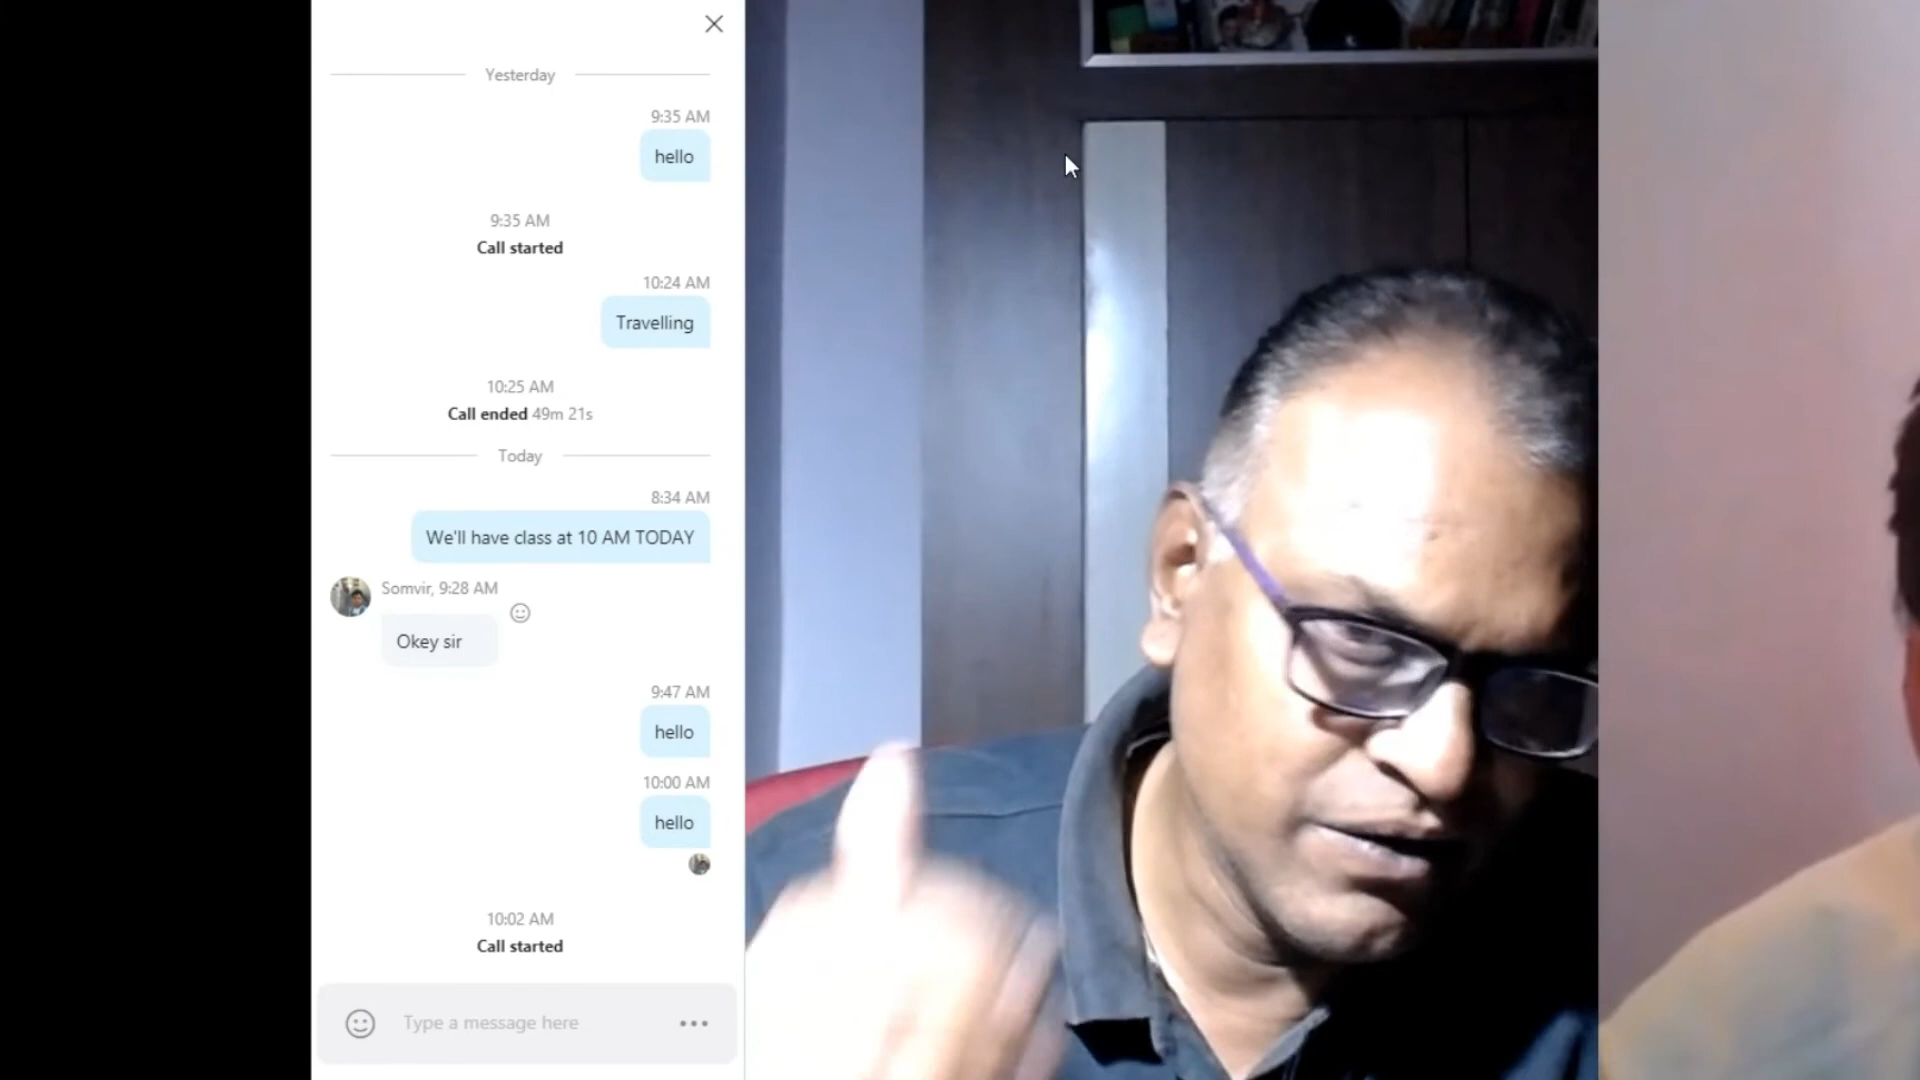 Yesterday
9:35 AM
hello
9:35 AM
Call started
10:24 AM
Travelling
10:25 AM
Call ended 49m 21s
Today
8:34 AM
We'll have class at 10 AM TODAY
Somvir, 9:28 AM
Okey sir
9:47 AM
hello
10:00 AM
hello
10:02 AM
Call started
Type a message here